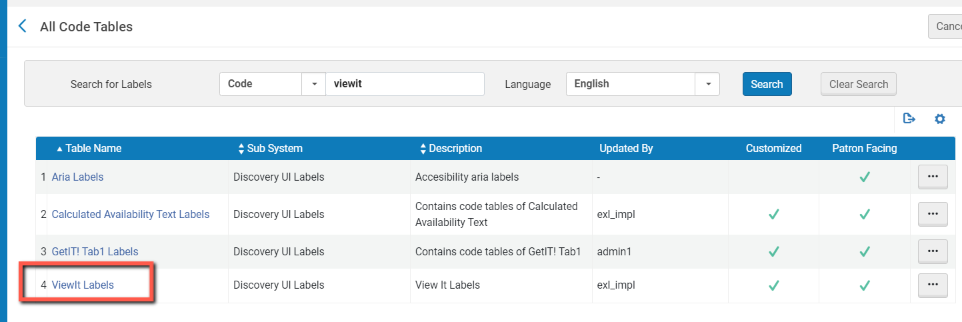 All Code Tables
Search for Labels Code viewit Language English Search Clear Search
Table Name Sub System Description Updated By Customized Patron Facing
1 Aria Labels Discovery UI Labels Accesibility aria labels -
2 Calculated Availability Text Labels Discovery UI Labels Contains code tables of Calculated
Availability Text exl_impl
3 GetIT! Tab1 Labels Discovery UI Labels Contains code tables of GetIT! Tab1 admin1
4 ViewIt Labels Discovery UI Labels View It Labels exl_impl